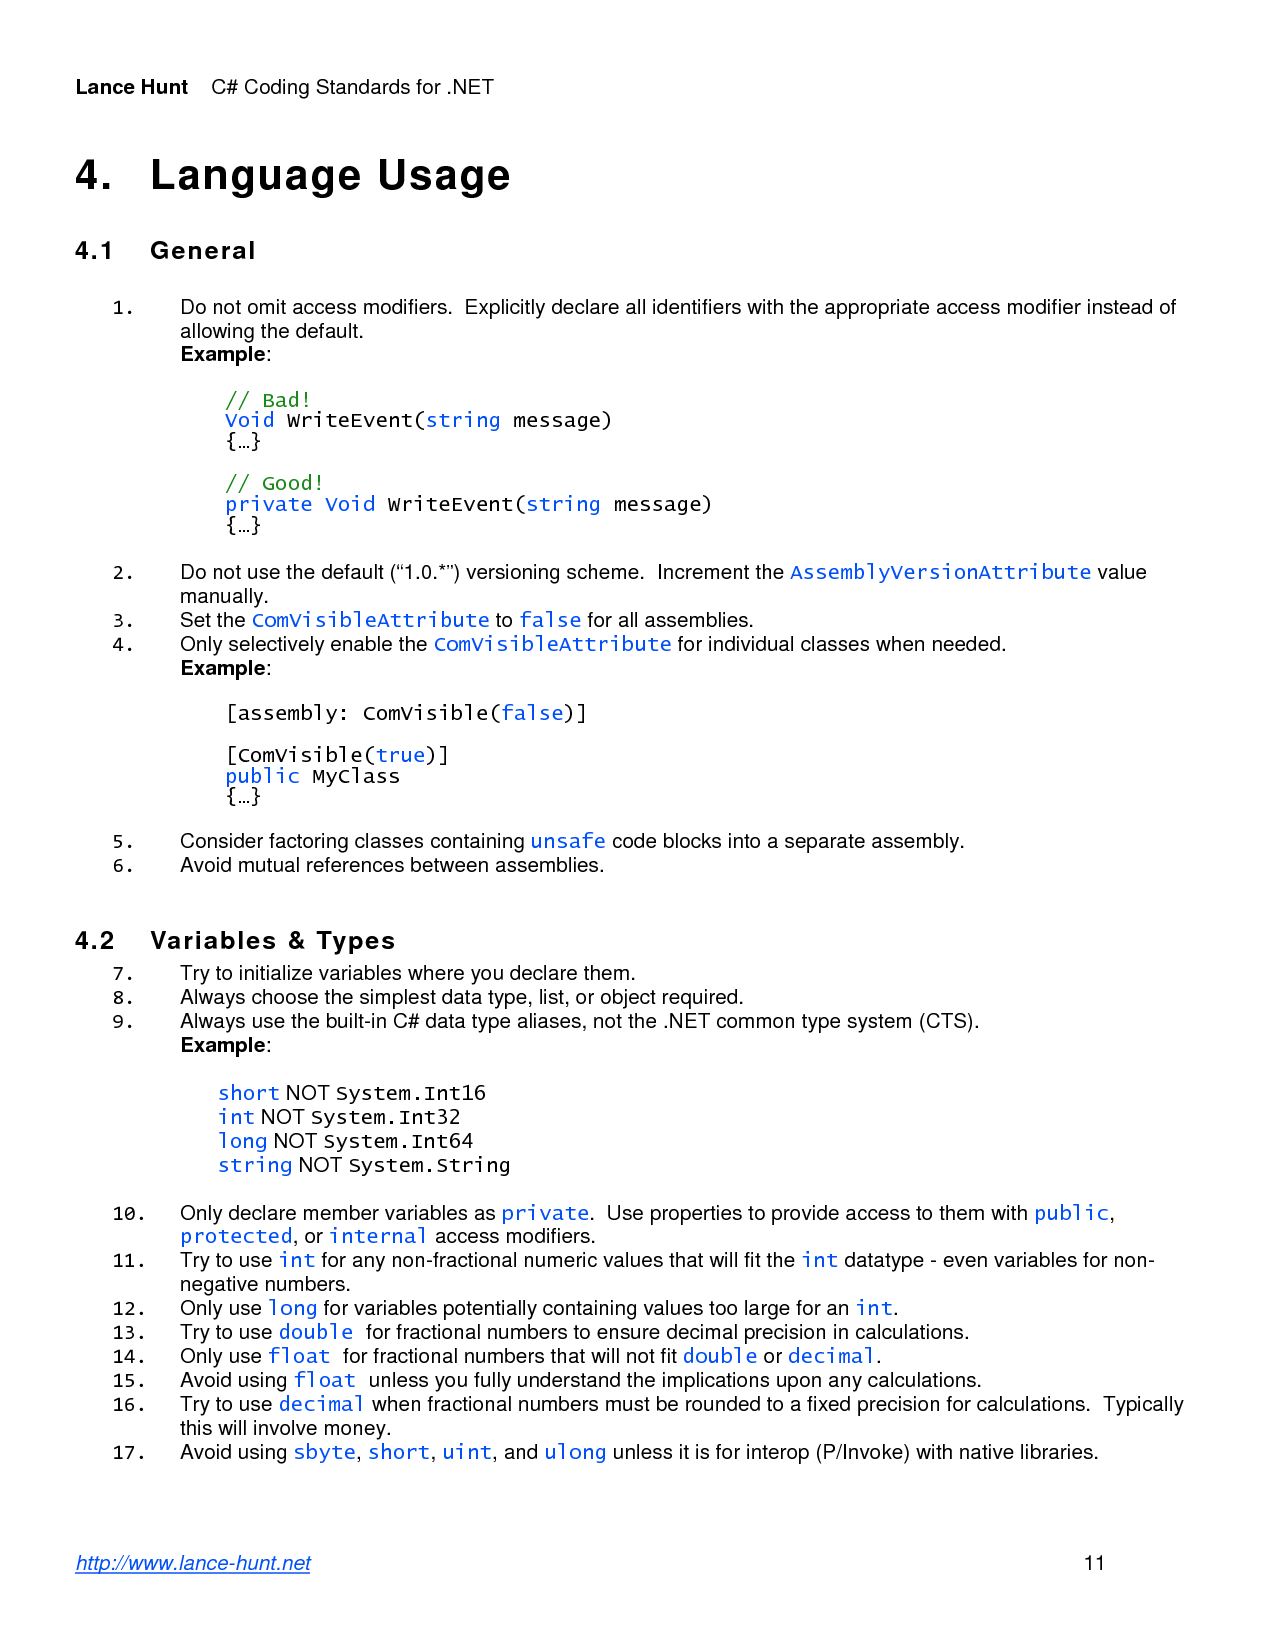 Lance Hunt C# Coding Standards for .NET
4. Language Usage
4.1 General
1. Do not omit access modifiers. Explicitly declare all identifiers with the appropriate access modifier instead of
allowing the default.
Example:
// Bad!
Void WriteEvent(string message)
{…}
// Good!
private Void WriteEvent(string message)
{…}
2. Do not use the default (“1.0.*”) versioning scheme. Increment the AssemblyVersionAttribute value
manually.
3. Set the ComVisibleAttribute to false for all assemblies.
4. Only selectively enable the ComVisibleAttribute for individual classes when needed.
Example:
[assembly: ComVisible(false)]
[ComVisible(true)]
public MyClass
{…}
5. Consider factoring classes containing unsafe code blocks into a separate assembly.
6. Avoid mutual references between assemblies.
4.2 Variables & Types
7. Try to initialize variables where you declare them.
8. Always choose the simplest data type, list, or object required.
9. Always use the built-in C# data type aliases, not the .NET common type system (CTS).
Example:
short NOT System.Int16
int NOT System.Int32
long NOT System.Int64
string NOT System.String
10. Only declare member variables as private. Use properties to provide access to them with public,
protected, or internal access modifiers.
11. Try to use int for any non-fractional numeric values that will fit the int datatype - even variables for non-
negative numbers.
12. Only use long for variables potentially containing values too large for an int.
13. Try to use double for fractional numbers to ensure decimal precision in calculations.
14. Only use float for fractional numbers that will not fit double or decimal.
15. Avoid using float unless you fully understand the implications upon any calculations.
16. Try to use decimal when fractional numbers must be rounded to a fixed precision for calculations. Typically
this will involve money.
17. Avoid using sbyte, short, uint, and ulong unless it is for interop (P/Invoke) with native libraries.
http://www.lance-hunt.net 11